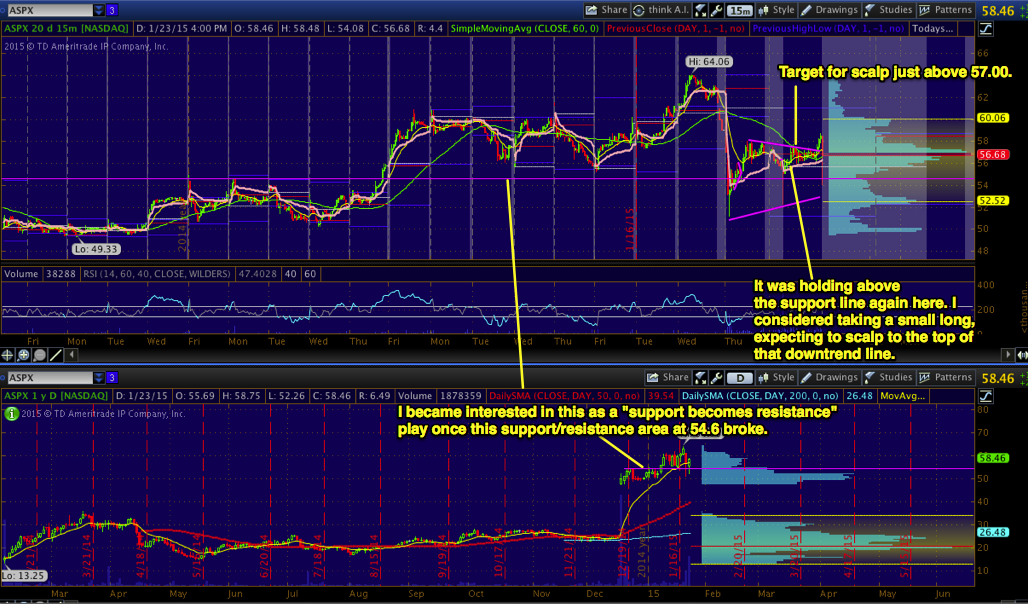 ASPX 3 Share think A.I. 15m Style Drawings Studies Patterns 58.46
ASPX 20 d 15m [NASDAQ] D: 1/23/15 4:00 PM O: 58.46 H: 58.48 L: 54.08 C: 56.68 R: 4.4 SimpleMovingAvg (CLOSE, 60, 0) PreviousClose (DAY, 1, -1, no) PreviousHighLow (DAY, 1, -1, no) Todays...
2015 © TD Ameritrade IP Company, Inc.
Hi: 64.06
Target for scalp just above 57.00.
66
62
60.06
58
56.68
54
52.52
50
48
Lo: 49.33
2014
1/16/15
It was holding above
the support line again here. I
considered taking a small long,
expecting to scalp to the top of
that downtrend line.
Volume 38288 RSI (14, 60, 40, CLOSE, WILDERS) 47.4028 40 60
400
200
Fri Mon Tue Wed Fri Mon Tue Wed Thu Fri Mon Tue Wed Thu Fri Tue Wed Thu Fri Mon Tue Wed Thu
ASPX 3 Share D Style Drawings Studies Patterns 58.46
ASPX 1 y D [NASDAQ] D: 1/23/15 O: 55.69 H: 58.75 L: 52.26 C: 58.46 R: 6.49 Volume 1878359 DailySMA (CLOSE, DAY, 50, 0, no) 39.54 DailySMA (CLOSE, DAY, 200, 0, no) 26.48 MovAvg...
2015 © TD Ameritrade IP Company, Inc.
I became interested in this as a "support becomes resistance"
play once this support/resistance area at 54.6 broke.
80
70
58.46
50
40
30
26.48
20
10
Lo: 13.25
3/21/14 4/18/14 5/16/14 6/20/14 7/18/14 8/15/14 9/19/14 10/17/14 11/21/14 2014 1/16/15 2/20/15
Mar Apr May Jun Jul Aug Sep Oct Nov Dec 15 Feb Mar Apr May Jun